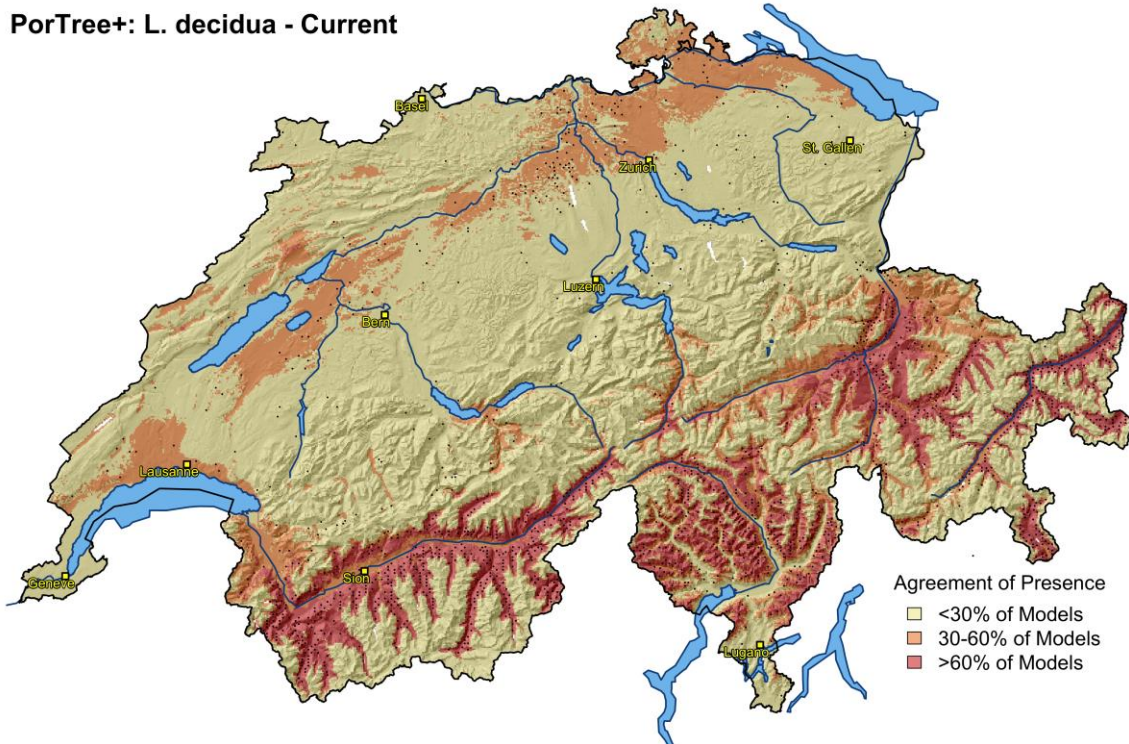 PorTree+: L. decidua - Current
Basel
St. Gallen
Zurich
Luzern
Bern
Lausanne
Sion
Geneve
Lugano
Agreement of Presence
<30% of Models
30-60% of Models
>60% of Models